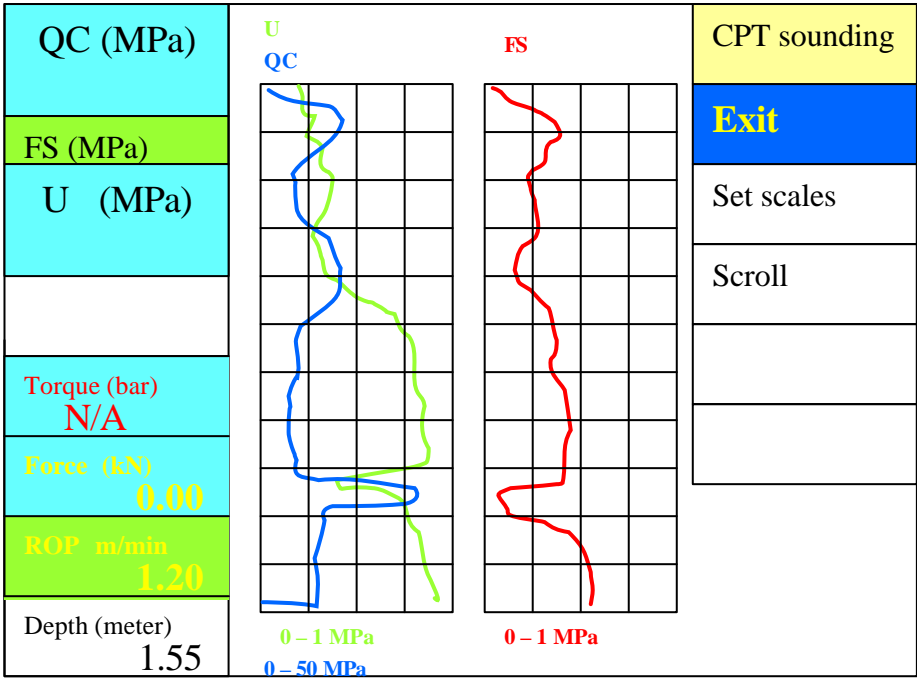 QC (MPa)
FS (MPa)
U (MPa)
Torque (bar)
N/A
Force (kN)
0.00
ROP m/min
1.20
Depth (meter)
1.55
U
QC
FS
0 – 1 MPa
0 – 50 MPa
0 – 1 MPa
CPT sounding
Exit
Set scales
Scroll